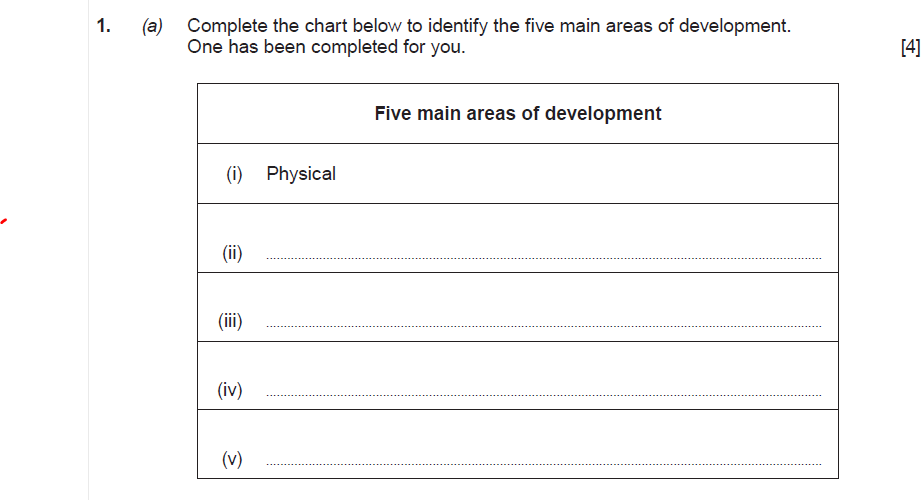 1. (a) Complete the chart below to identify the five main areas of development.
One has been completed for you.
[4]
Five main areas of development
(i) Physical
(ii)
(iii)
(iv)
(v)